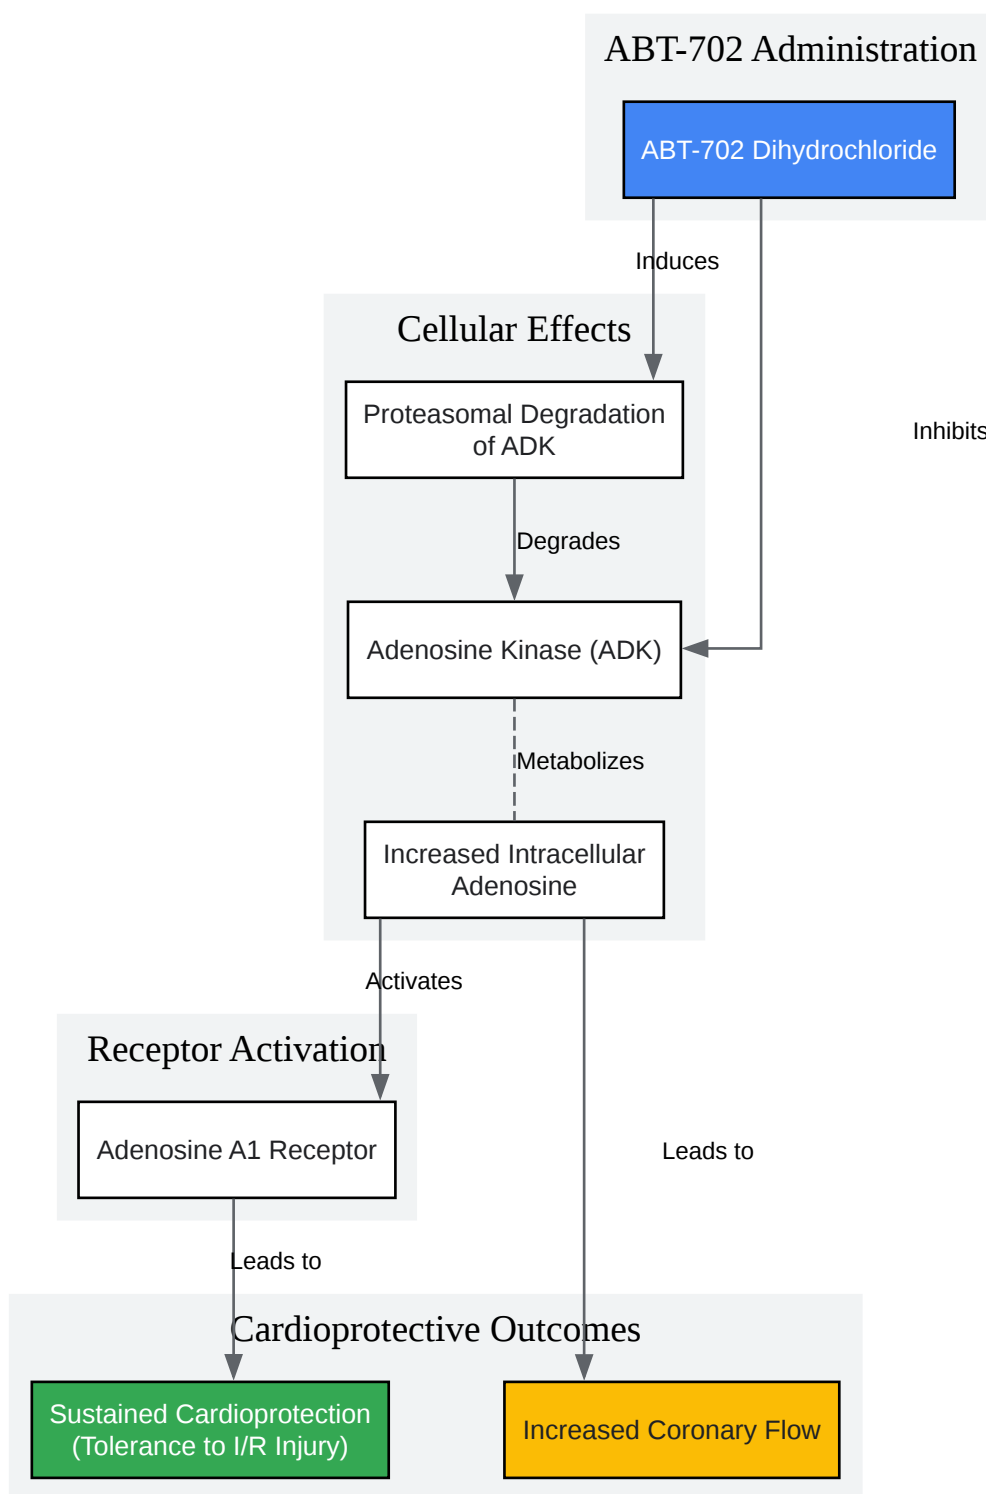 ABT-702 Administration
ABT-702 Dihydrochloride
Induces
Cellular Effects
Proteasomal Degradation
of ADK
Inhibits
Degrades
Adenosine Kinase (ADK)
Metabolizes
Increased Intracellular
Adenosine
Activates
Receptor Activation
Adenosine A1 Receptor
Leads to
Leads to
Cardioprotective Outcomes
Sustained Cardioprotection
(Tolerance to I/R Injury)
Increased Coronary Flow